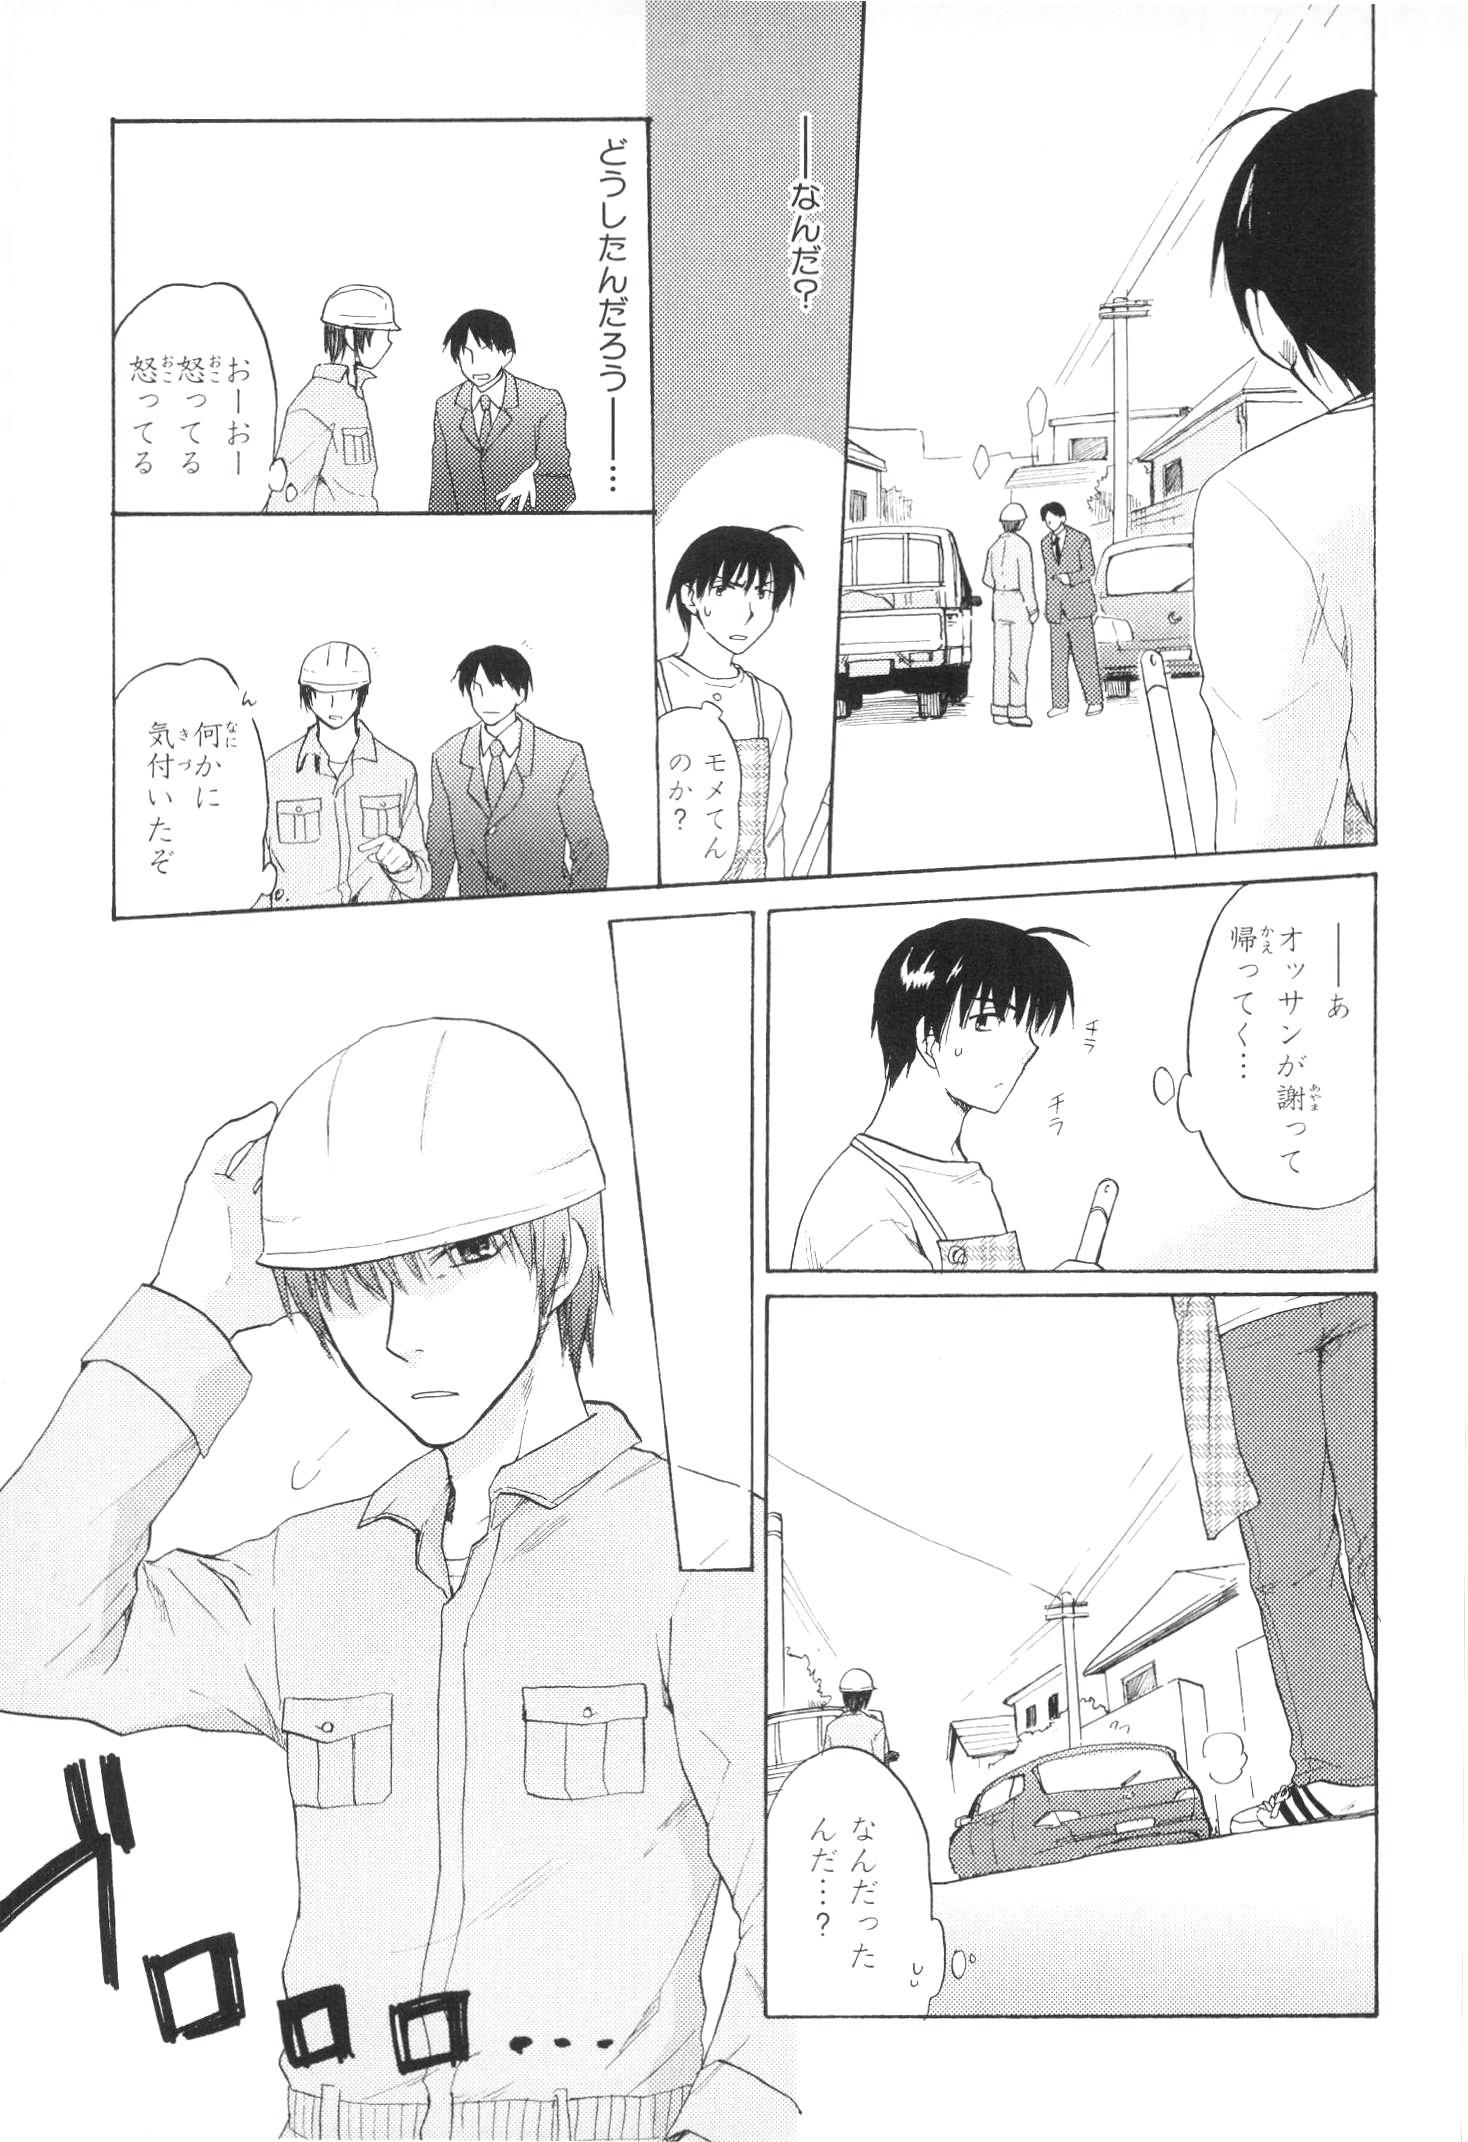 ――なんだ？
モメてん
のか？
どうしたんだろう――…
おーおー
怒ってる
怒ってる
ん
何かに
気付いたぞ
――あ
オッサンが謝って
帰ってく…
チラ
チラ
なんだった
んだ…？
ブロロロ...